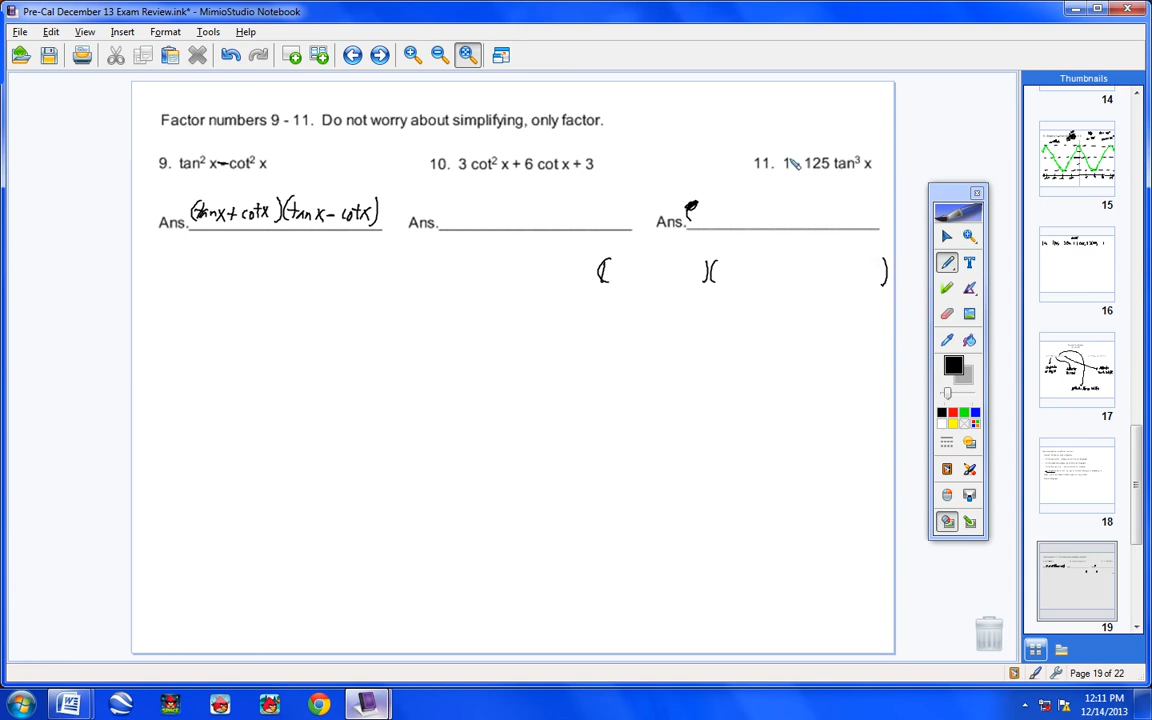 Pre-Cal December 13 Exam Review.ink* - MimioStudio Notebook
File Edit View Insert Format Tools Help
Factor numbers 9 - 11. Do not worry about simplifying, only factor.
9. tan² x - cot² x
10. 3 cot² x + 6 cot x + 3
11. 1 125 tan³ x
Ans. (tan x + cot x)(tan x - cot x)
Ans.
Ans. (
( )( )
Thumbnails
14
15
16
17
18
19
Page 19 of 22
12:11 PM
12/14/2013